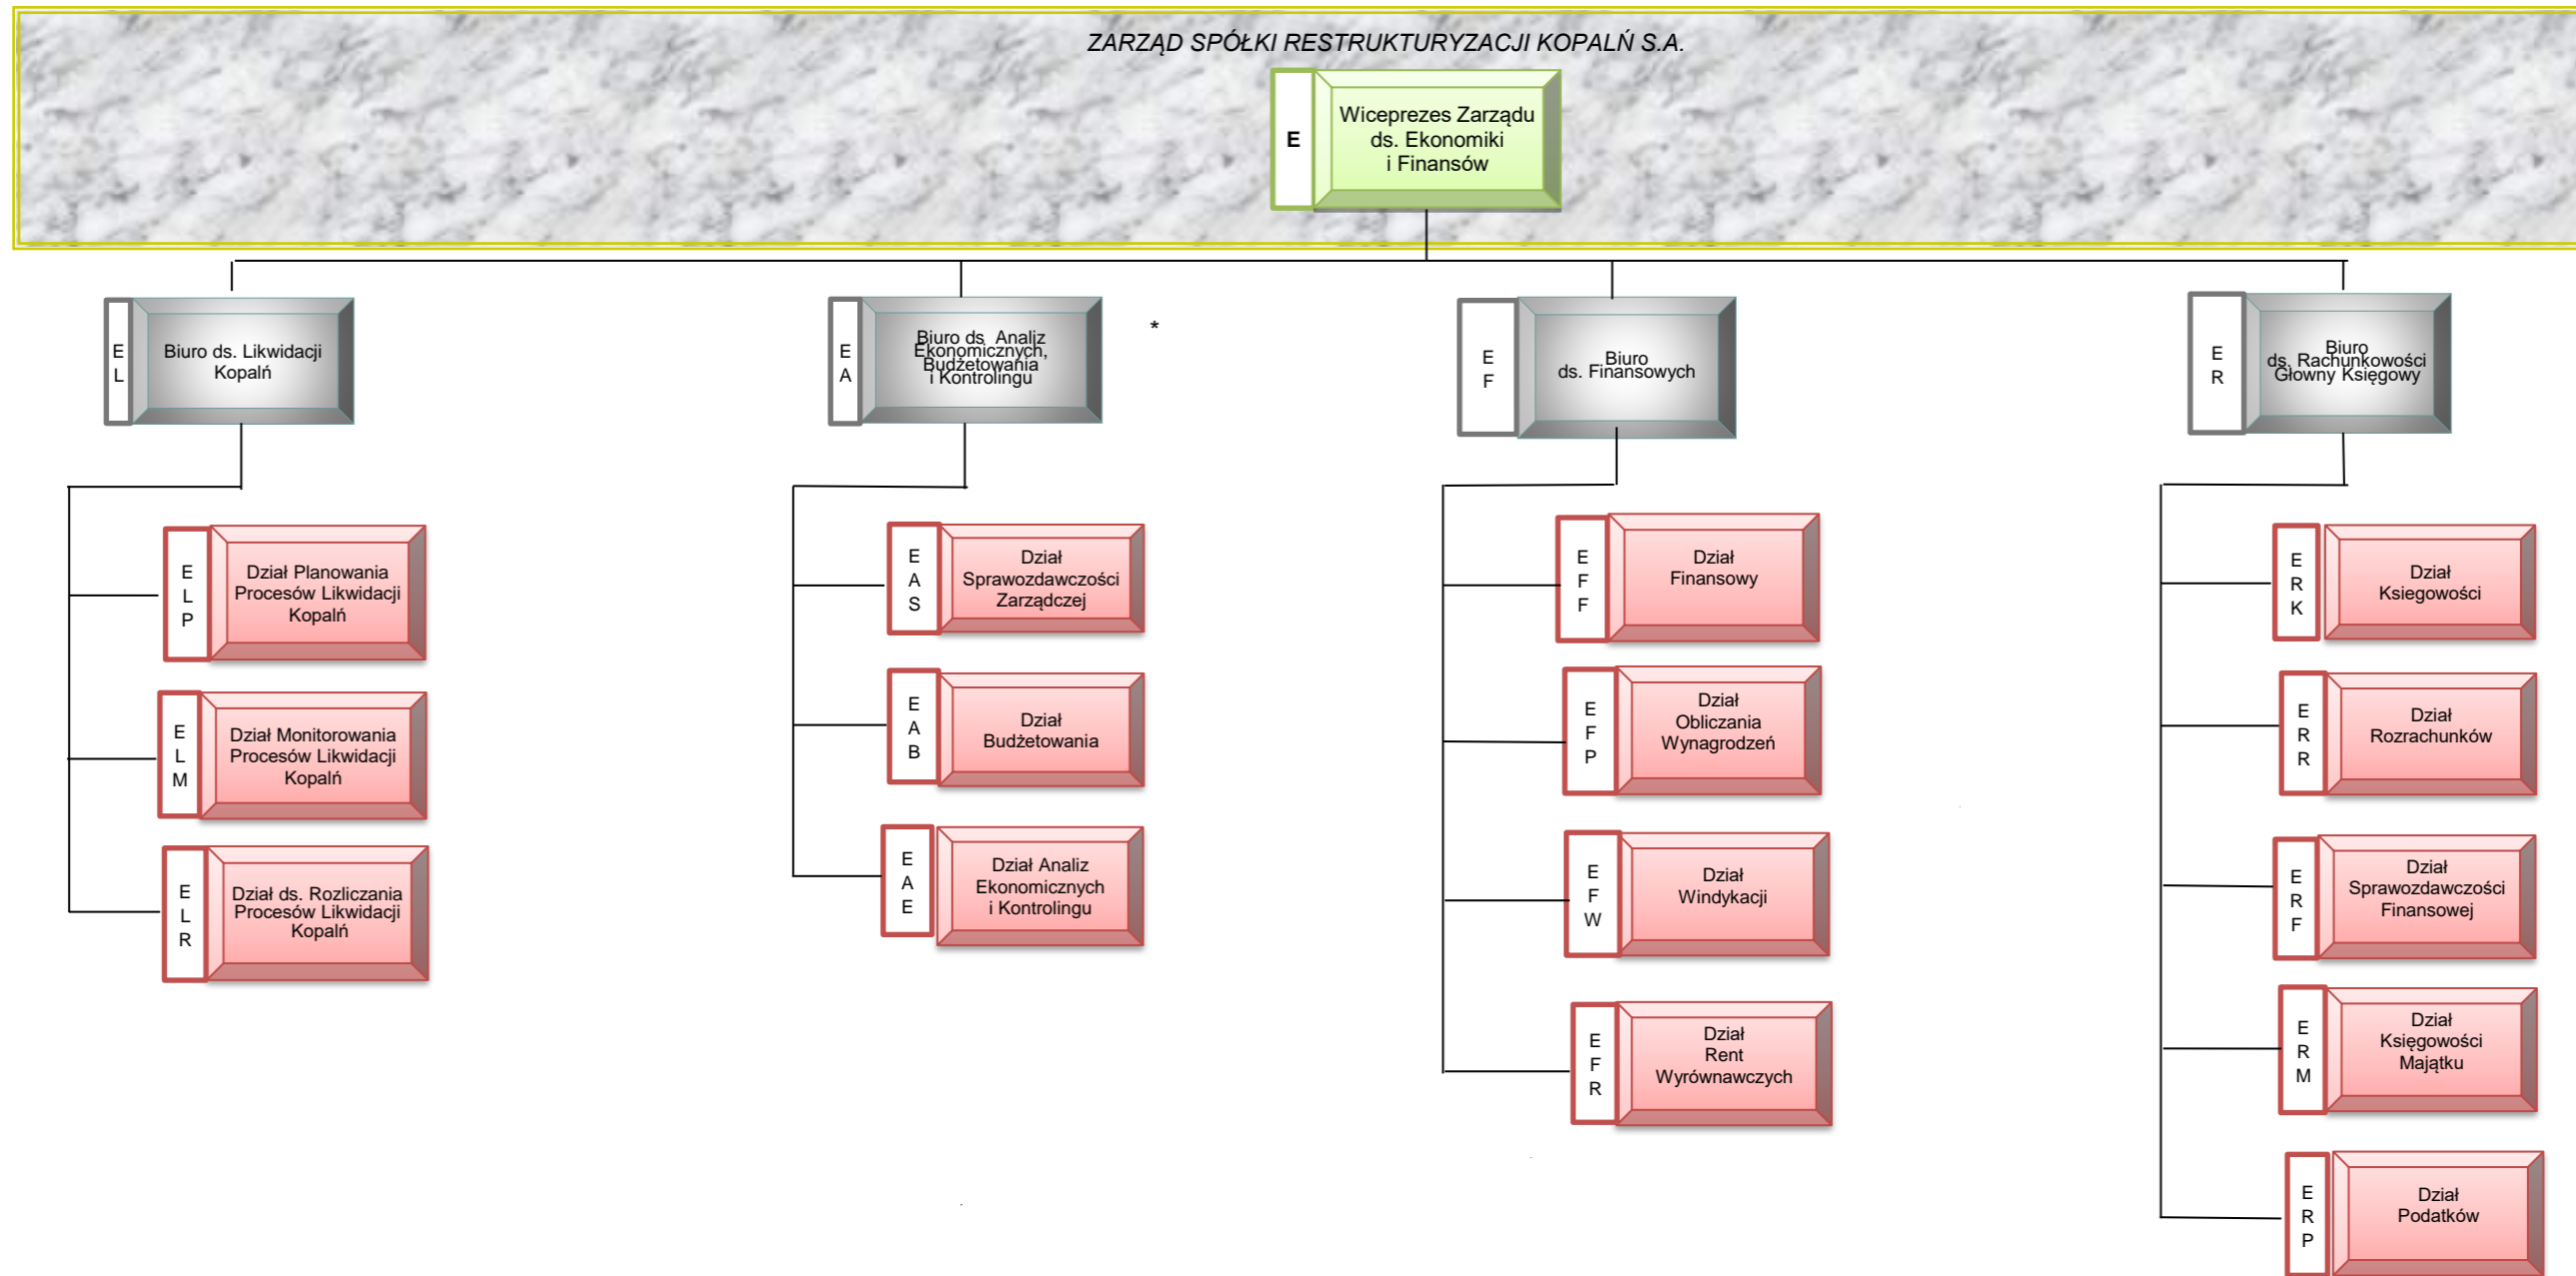 ZARZĄD SPÓŁKI RESTRUKTURYZACJI KOPALŃ S.A.
E
Wiceprezes Zarządu
ds. Ekonomiki
i Finansów
E
L
Biuro ds. Likwidacji
Kopalń
E
A
Biuro ds Analiz
Ekonomicznych,
Budżetowania
i Kontrolingu
*
E
F
Biuro
ds. Finansowych
E
R
Biuro
ds. Rachunkowości
Głowny Księgowy
E
L
P
Dział Planowania
Procesów Likwidacji
Kopalń
E
L
M
Dział Monitorowania
Procesów Likwidacji
Kopalń
E
L
R
Dział ds. Rozliczania
Procesów Likwidacji
Kopalń
E
A
S
Dział
Sprawozdawczości
Zarządczej
E
A
B
Dział
Budżetowania
E
A
E
Dział Analiz
Ekonomicznych
i Kontrolingu
E
F
F
Dział
Finansowy
E
F
P
Dział
Obliczania
Wynagrodzeń
E
F
W
Dział
Windykacji
E
F
R
Dział
Rent
Wyrównawczych
E
R
K
Dział
Ksiegowości
E
R
R
Dział
Rozrachunków
E
R
F
Dział
Sprawozdawczości
Finansowej
E
R
M
Dział
Księgowości
Majątku
E
R
P
Dział
Podatków